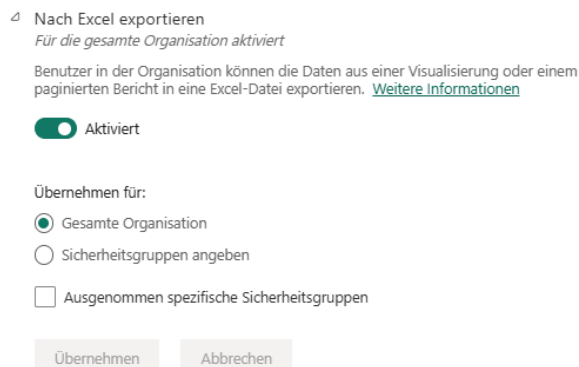 Nach Excel exportieren
Für die gesamte Organisation aktiviert
Benutzer in der Organisation können die Daten aus einer Visualisierung oder einem
paginierten Bericht in eine Excel-Datei exportieren. Weitere Informationen
Aktiviert
Übernehmen für:
Gesamte Organisation
Sicherheitsgruppen angeben
Ausgenommen spezifische Sicherheitsgruppen
Übernehmen Abbrechen